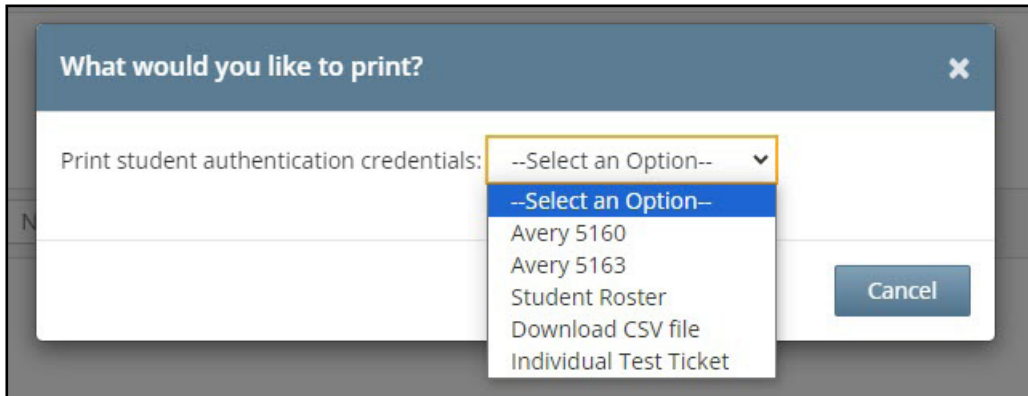 What would you like to print?
×
Print student authentication credentials: --Select an Option--
--Select an Option--
Avery 5160
Avery 5163
Student Roster
Download CSV file
Individual Test Ticket
N
Cancel